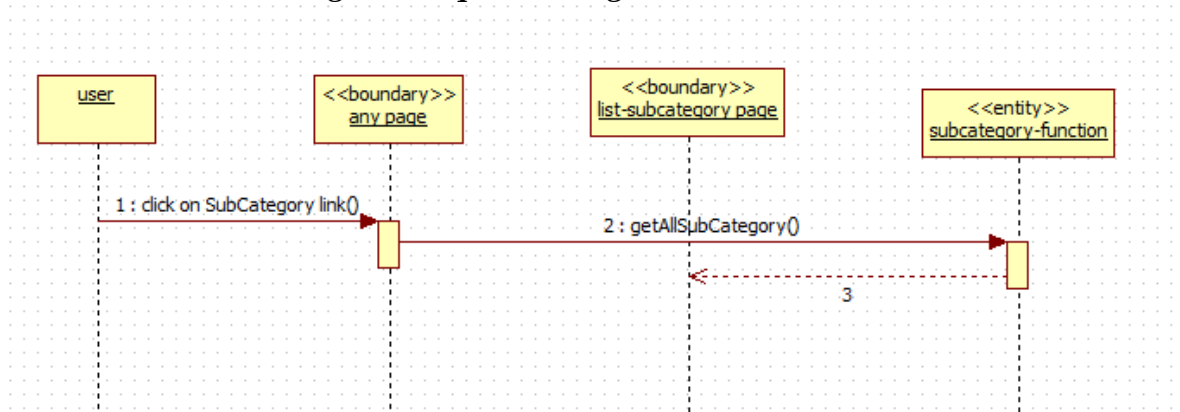 user
<<boundary>>
any page
<<boundary>>
list-subcategory page
<<entity>>
subcategory-function
1 : click on SubCategory link()
2 : getAllSubCategory()
3